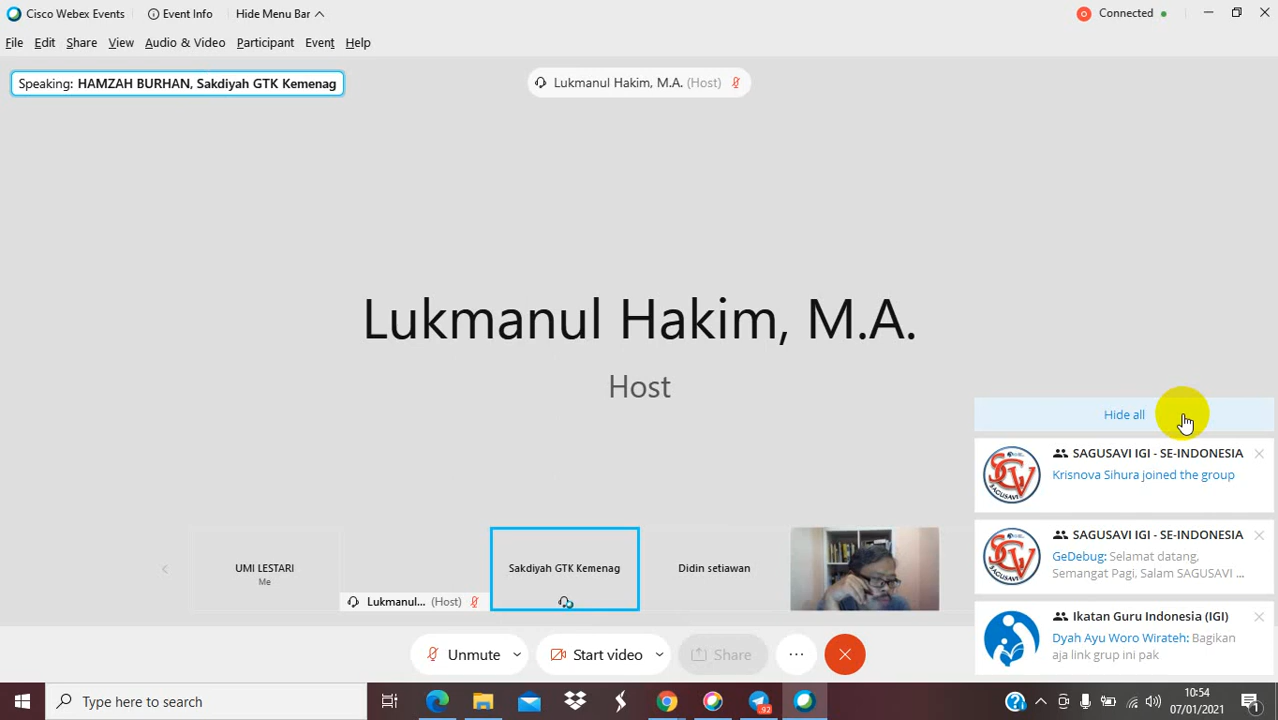 Cisco Webex Events
Event Info
Hide Menu Bar
Connected
File Edit Share View Audio & Video Participant Event Help
Speaking: HAMZAH BURHAN, Sakdiyah GTK Kemenag
Lukmanul Hakim, M.A. (Host)
Lukmanul Hakim, M.A.
Host
Hide all
SAGUSAVI IGI - SE-INDONESIA
Krisnova Sihura joined the group
SAGUSAVI IGI - SE-INDONESIA
GeDebug: Selamat datang,
Semangat Pagi, Salam SAGUSAVI ...
Ikatan Guru Indonesia (IGI)
Dyah Ayu Woro Wirateh: Bagikan
aja link grup ini pak
UMI LESTARI
Me
Lukmanul... (Host)
Sakdiyah GTK Kemenag
Didin setiawan
Unmute
Start video
Share
Type here to search
92
10:54
07/01/2021
1